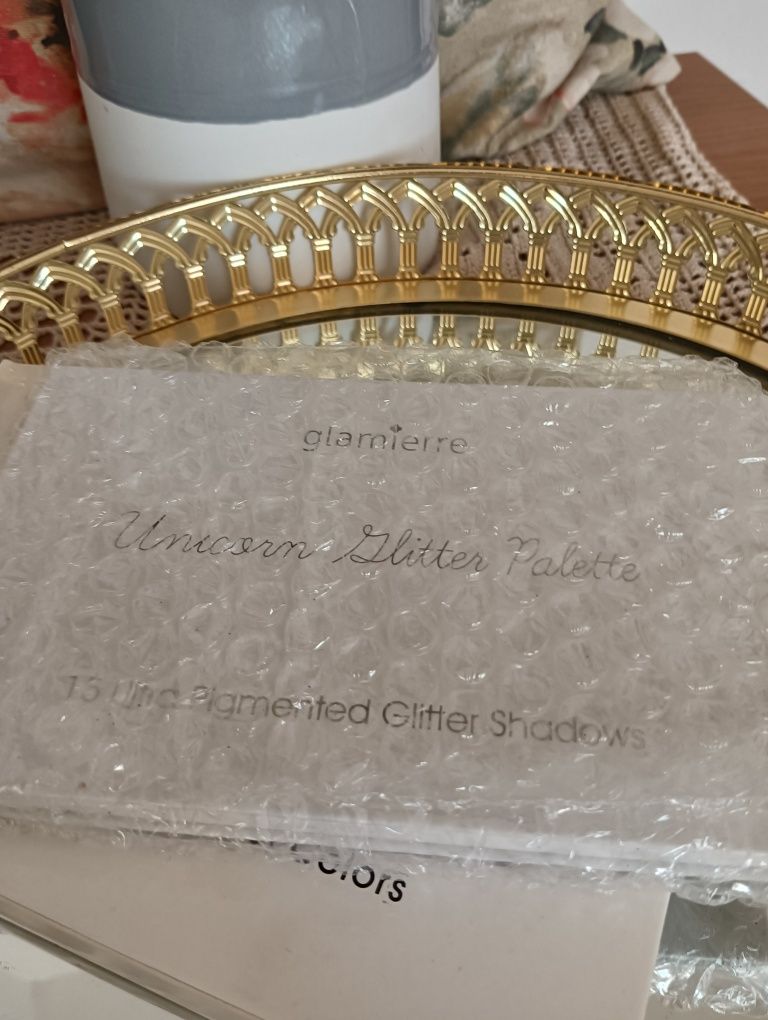 glamierre
Unicorn Glitter Palette
Pigmented Glitter Shadows
Colors